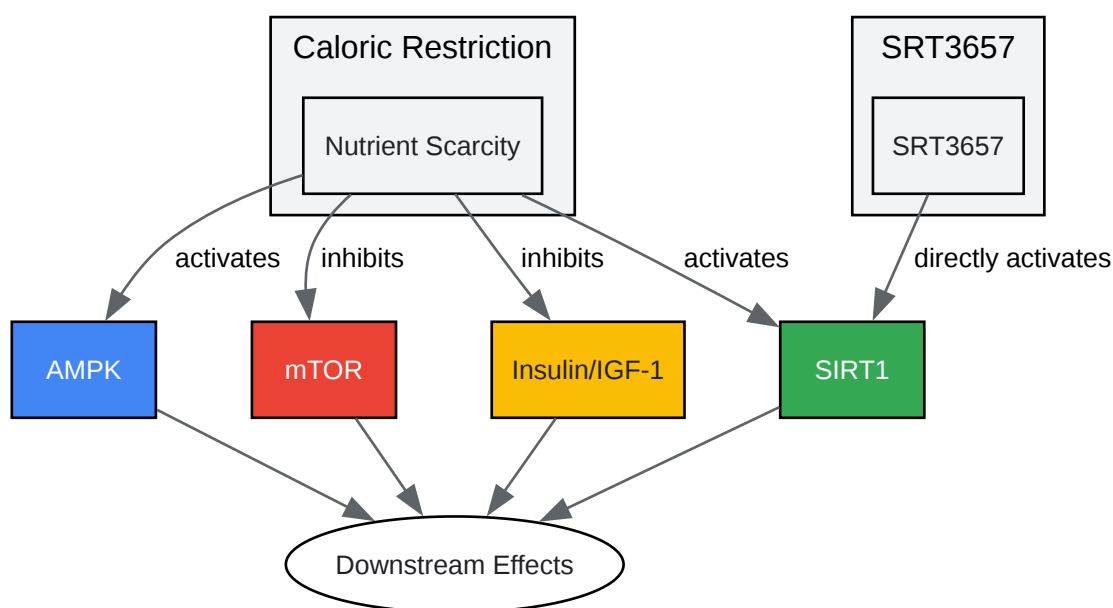 Caloric Restriction
SRT3657
Nutrient Scarcity
SRT3657
activates
inhibits
inhibits
activates
directly activates
AMPK
mTOR
Insulin/IGF-1
SIRT1
Downstream Effects